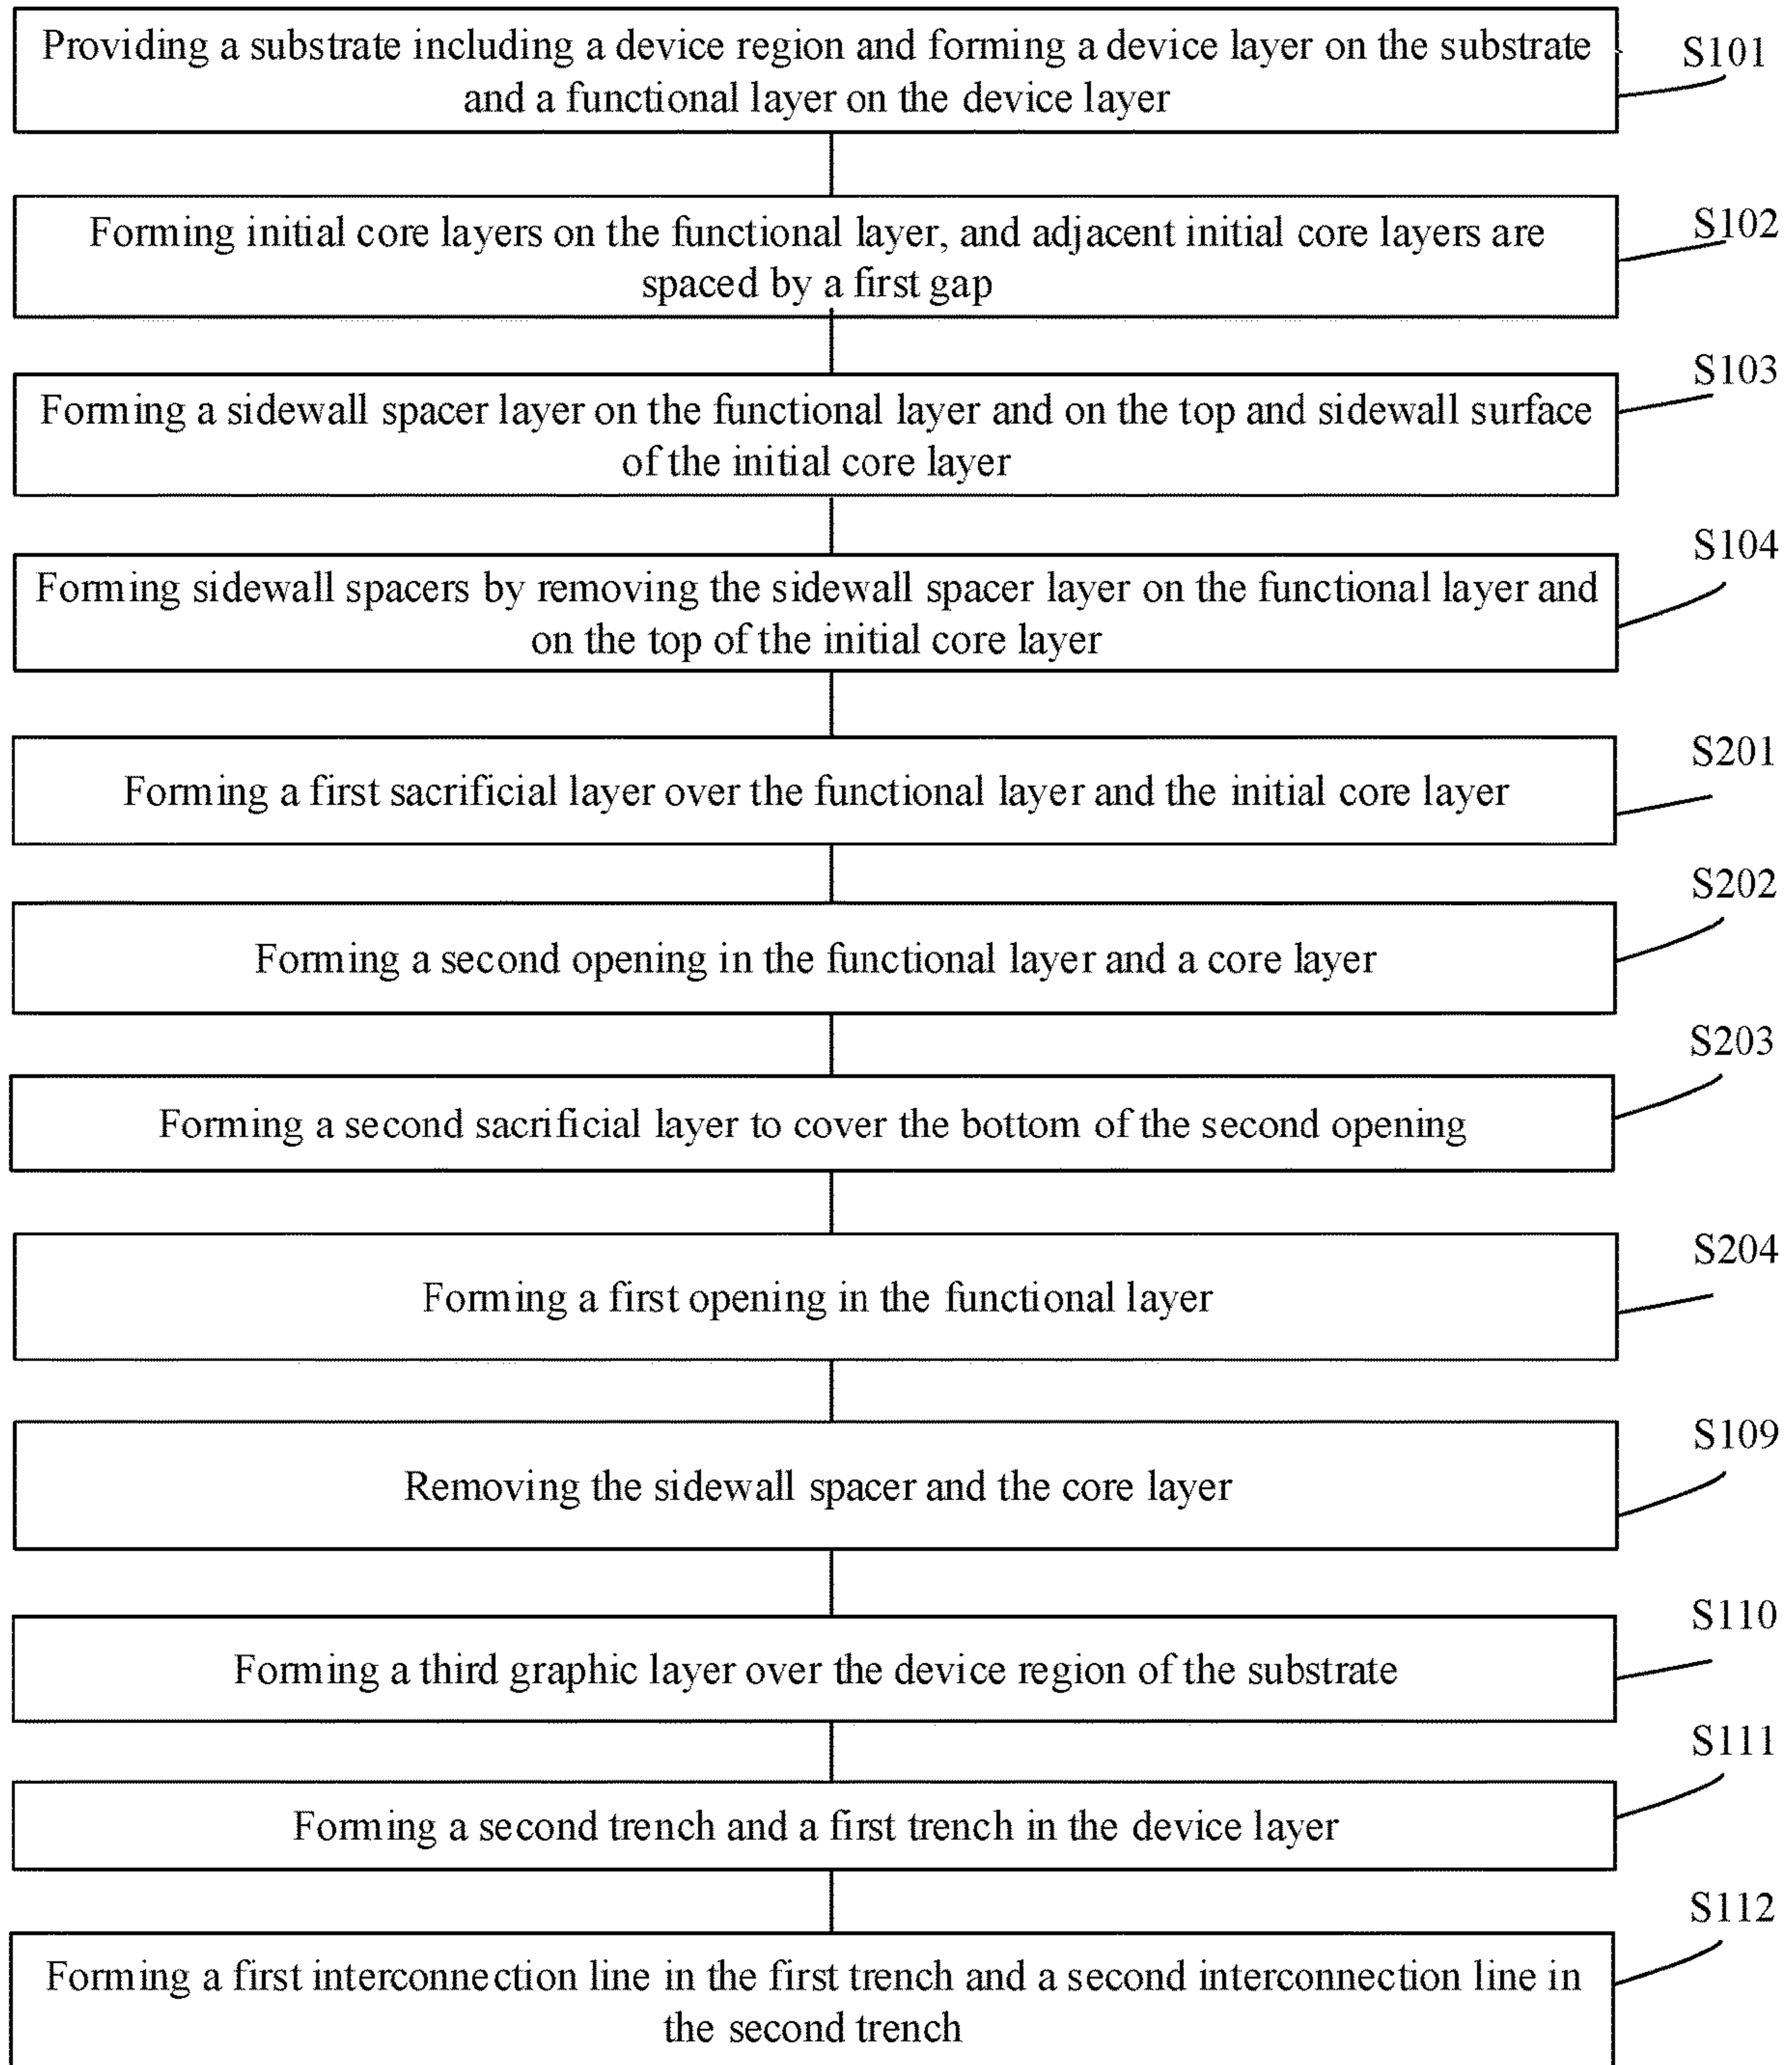 Providing a substrate including a device region and forming a device layer on the substrate
and a functional layer on the device layer
S101
Forming initial core layers on the functional layer, and adjacent initial core layers are
spaced by a first gap
S102
Forming a sidewall spacer layer on the functional layer and on the top and sidewall surface
of the initial core layer
S103
Forming sidewall spacers by removing the sidewall spacer layer on the functional layer and
on the top of the initial core layer
S104
Forming a first sacrificial layer over the functional layer and the initial core layer
S201
Forming a second opening in the functional layer and a core layer
S202
Forming a second sacrificial layer to cover the bottom of the second opening
S203
Forming a first opening in the functional layer
S204
Removing the sidewall spacer and the core layer
S109
Forming a third graphic layer over the device region of the substrate
S110
Forming a second trench and a first trench in the device layer
S111
Forming a first interconnection line in the first trench and a second interconnection line in
the second trench
S112